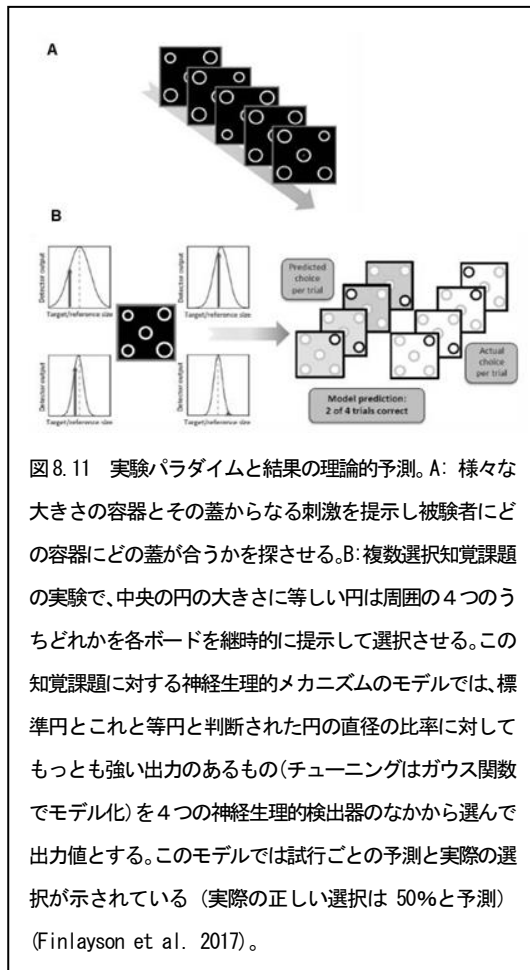 A
B
Detector output
Target/reference size
Detector output
Target/reference size
Detector output
Target/reference size
Detector output
Target/reference size
Predicted
choice
per trial
Actual
choice
per trial
Model prediction:
2 of 4 trials correct
図8.11　実験パラダイムと結果の理論的予測。A: 様々な
大きさの容器とその蓋からなる刺激を提示し被験者にど
の容器にどの蓋が合うかを探させる。B:複数選択知覚課題
の実験で、中央の円の大きさに等しい円は周囲の４つのう
ちどれかを各ボードを継時的に提示して選択させる。この
知覚課題に対する神経生理的メカニズムのモデルでは、標
準円とこれと等円と判断された円の直径の比率に対して
もっとも強い出力のあるもの(チューニングはガウス関数
でモデル化)を４つの神経生理的検出器のなかから選んで
出力値とする。このモデルでは試行ごとの予測と実際の選
択が示されている（実際の正しい選択は 50%と予測）
(Finlayson et al. 2017)。